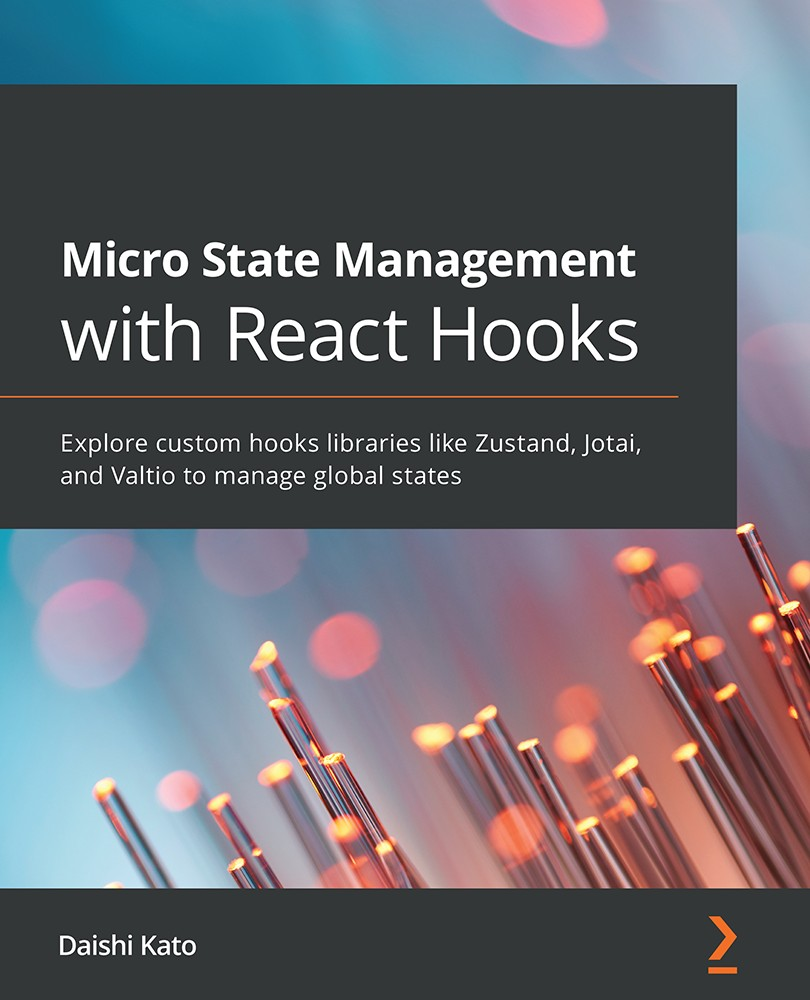 Micro State Management
with React Hooks
Explore custom hooks libraries like Zustand, Jotai,
and Valtio to manage global states
Daishi Kato